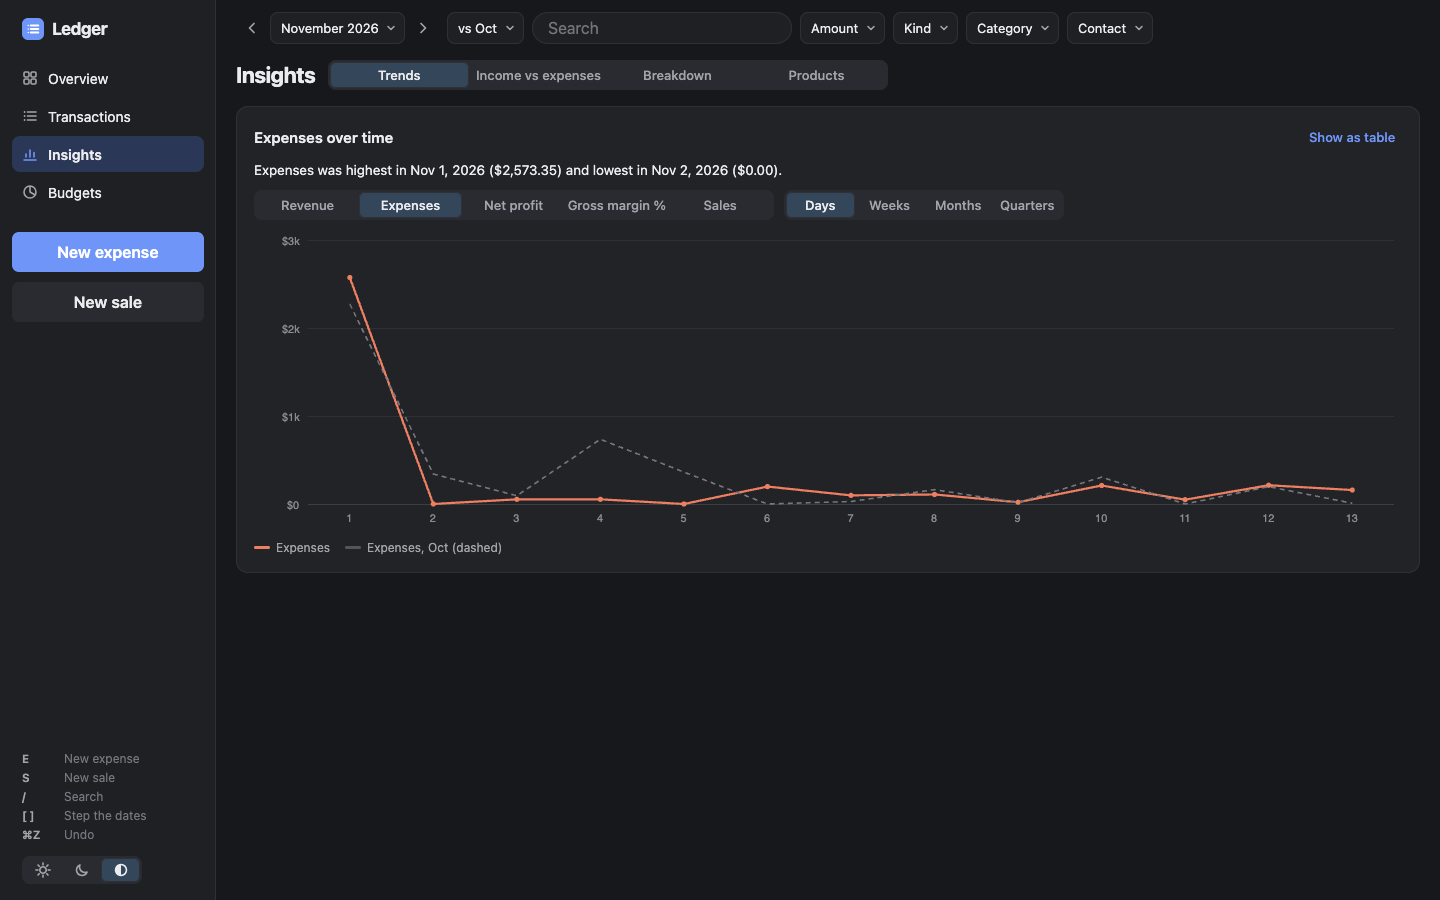 Ledger
Overview
Transactions
Insights
Budgets
New expense
New sale
E New expense
S New sale
/ Search
[ ] Step the dates
⌘Z Undo
November 2026
vs Oct
Search
Amount
Kind
Category
Contact
Insights
Trends
Income vs expenses
Breakdown
Products
Expenses over time
Show as table
Expenses was highest in Nov 1, 2026 ($2,573.35) and lowest in Nov 2, 2026 ($0.00).
Revenue
Expenses
Net profit
Gross margin %
Sales
Days
Weeks
Months
Quarters
$3k
$2k
$1k
$0
1 2 3 4 5 6 7 8 9 10 11 12 13
Expenses
Expenses, Oct (dashed)